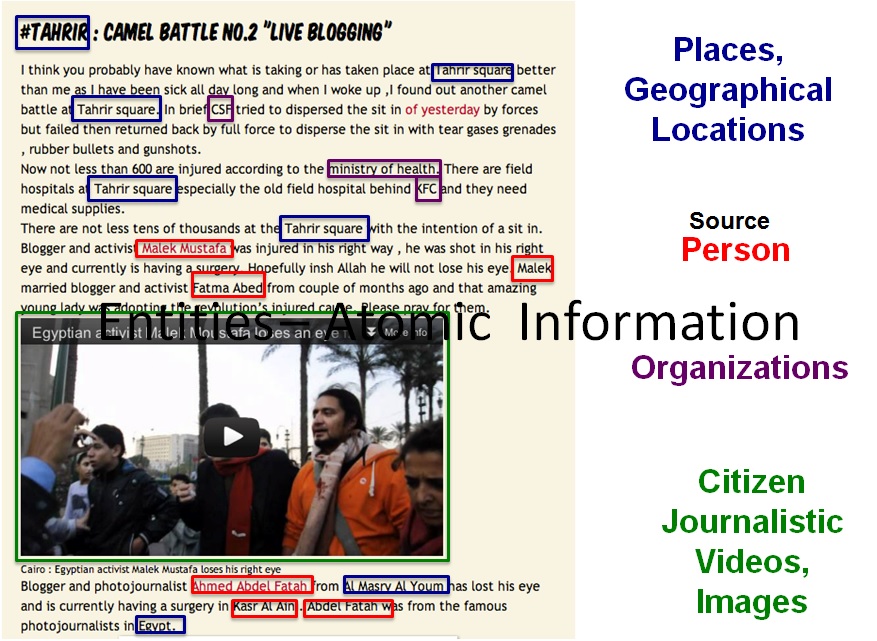 #TAHRIR : CAMEL BATTLE NO.2 "LIVE BLOGGING"
I think you probably have known what is taking or has taken place at Tahrir square better
than me as I have been sick all day long and when I woke up ,I found out another camel
battle at Tahrir square. In brief CSF tried to dispersed the sit in of yesterday by forces
but failed then returned back by full force to disperse the sit in with tear gases grenades
, rubber bullets and gunshots.
Now not less than 600 are injured according to the ministry of health. There are field
hospitals at Tahrir square especially the old field hospital behind KFC and they need
medical supplies.
There are not less tens of thousands at the Tahrir square with the intention of a sit in.
Blogger and activist Malek Mustafa was injured in his right way , he was shot in his right
eye and currently is having a surgery. Hopefully insh Allah he will not lose his eye. Malek
married blogger and activist Fatma Abed from couple of months ago and that amazing
young lady was adopting the revolution's injured cause. Please pray for them.
Entities – Atomic Information
Egyptian activist Malek Moustafa loses an eye f
More info
Cairo : Egyptian activist Malek Mustafa loses his right eye
Blogger and photojournalist Ahmed Abdel Fatah from Al Masry Al Youm has lost his eye
and is currently having a surgery in Kasr Al Ain . Abdel Fatah was from the famous
photojournalists in Egypt.
Places,
Geographical
Locations
Source
Person
Organizations
Citizen
Journalistic
Videos,
Images